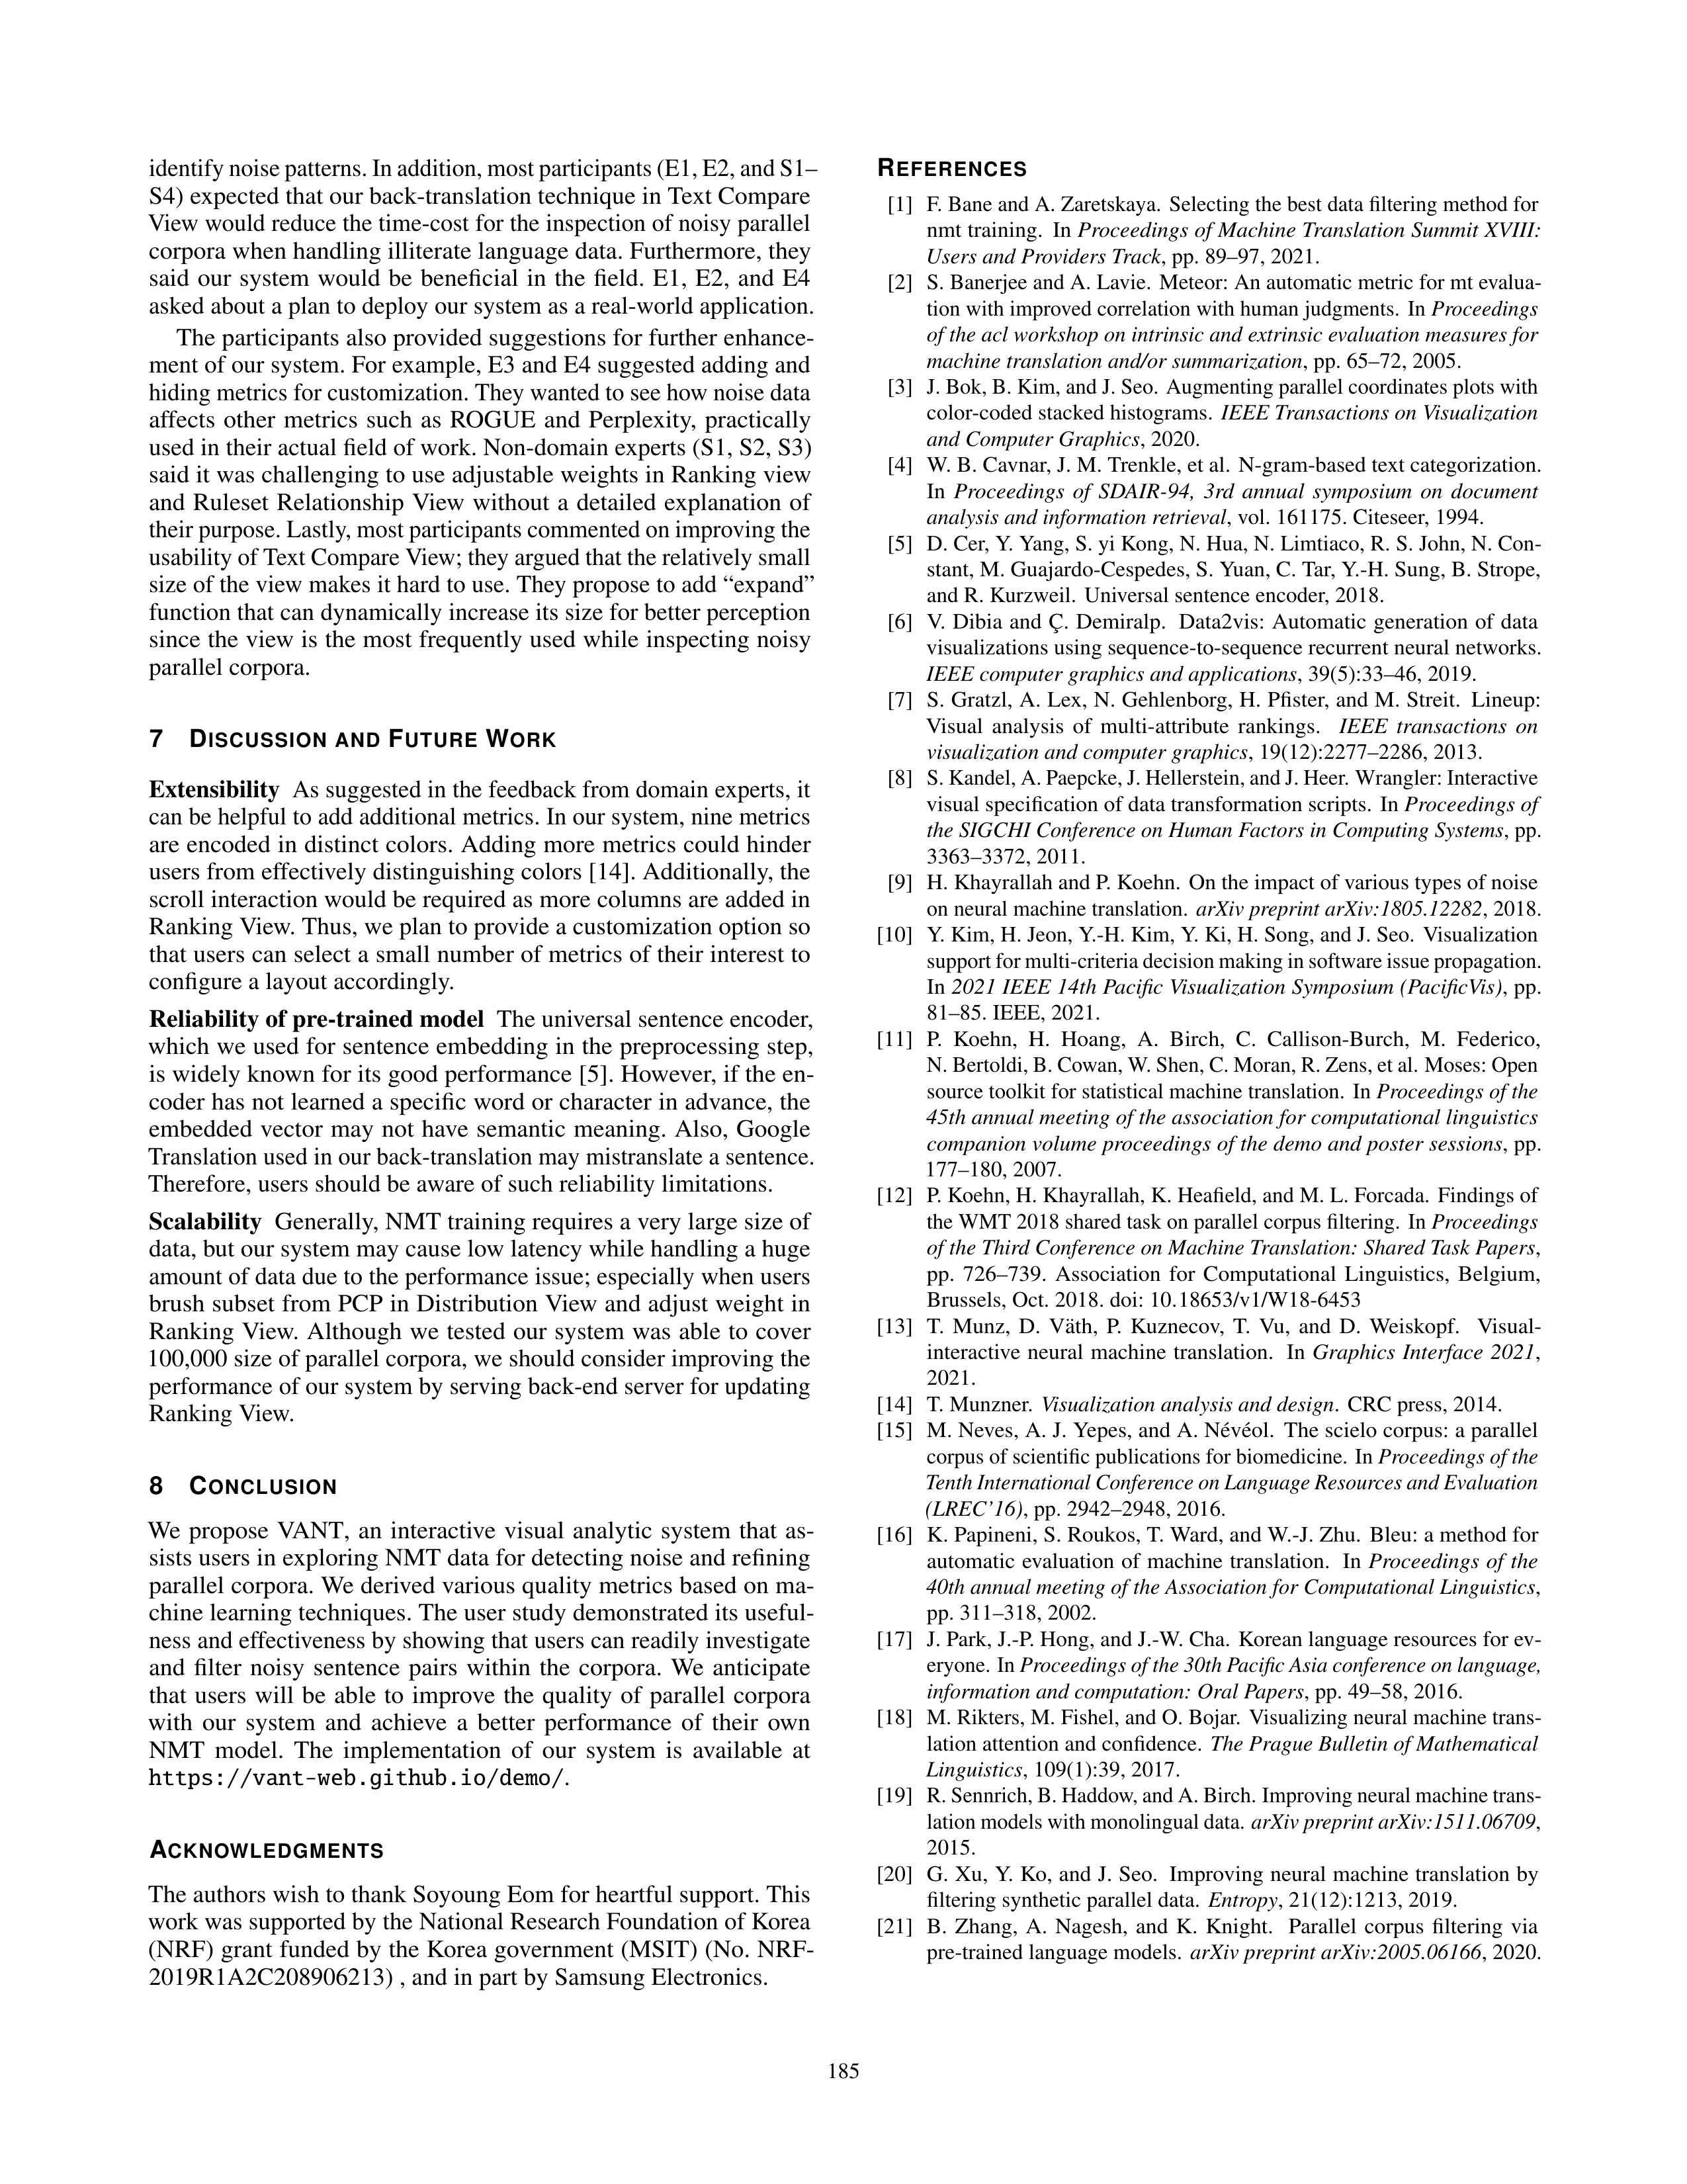 identify noise patterns. In addition, most participants (E1, E2, and S1–
S4) expected that our back-translation technique in Text Compare
View would reduce the time-cost for the inspection of noisy parallel
corpora when handling illiterate language data. Furthermore, they
said our system would be beneficial in the field. E1, E2, and E4
asked about a plan to deploy our system as a real-world application.
The participants also provided suggestions for further enhance-
ment of our system. For example, E3 and E4 suggested adding and
hiding metrics for customization. They wanted to see how noise data
affects other metrics such as ROGUE and Perplexity, practically
used in their actual field of work. Non-domain experts (S1, S2, S3)
said it was challenging to use adjustable weights in Ranking view
and Ruleset Relationship View without a detailed explanation of
their purpose. Lastly, most participants commented on improving the
usability of Text Compare View; they argued that the relatively small
size of the view makes it hard to use. They propose to add “expand”
function that can dynamically increase its size for better perception
since the view is the most frequently used while inspecting noisy
parallel corpora.
7 DISCUSSION AND FUTURE WORK
Extensibility As suggested in the feedback from domain experts, it
can be helpful to add additional metrics. In our system, nine metrics
are encoded in distinct colors. Adding more metrics could hinder
users from effectively distinguishing colors [14]. Additionally, the
scroll interaction would be required as more columns are added in
Ranking View. Thus, we plan to provide a customization option so
that users can select a small number of metrics of their interest to
configure a layout accordingly.
Reliability of pre-trained model The universal sentence encoder,
which we used for sentence embedding in the preprocessing step,
is widely known for its good performance [5]. However, if the en-
coder has not learned a specific word or character in advance, the
embedded vector may not have semantic meaning. Also, Google
Translation used in our back-translation may mistranslate a sentence.
Therefore, users should be aware of such reliability limitations.
Scalability Generally, NMT training requires a very large size of
data, but our system may cause low latency while handling a huge
amount of data due to the performance issue; especially when users
brush subset from PCP in Distribution View and adjust weight in
Ranking View. Although we tested our system was able to cover
100,000 size of parallel corpora, we should consider improving the
performance of our system by serving back-end server for updating
Ranking View.
8 CONCLUSION
We propose VANT, an interactive visual analytic system that as-
sists users in exploring NMT data for detecting noise and refining
parallel corpora. We derived various quality metrics based on ma-
chine learning techniques. The user study demonstrated its useful-
ness and effectiveness by showing that users can readily investigate
and filter noisy sentence pairs within the corpora. We anticipate
that users will be able to improve the quality of parallel corpora
with our system and achieve a better performance of their own
NMT model. The implementation of our system is available at
https://vant-web.github.io/demo/.
ACKNOWLEDGMENTS
The authors wish to thank Soyoung Eom for heartful support. This
work was supported by the National Research Foundation of Korea
(NRF) grant funded by the Korea government (MSIT) (No. NRF-
2019R1A2C208906213) , and in part by Samsung Electronics.
REFERENCES
[1] F. Bane and A. Zaretskaya. Selecting the best data filtering method for
nmt training. In Proceedings of Machine Translation Summit XVIII:
Users and Providers Track, pp. 89–97, 2021.
[2] S. Banerjee and A. Lavie. Meteor: An automatic metric for mt evalua-
tion with improved correlation with human judgments. In Proceedings
of the acl workshop on intrinsic and extrinsic evaluation measures for
machine translation and/or summarization, pp. 65–72, 2005.
[3] J. Bok, B. Kim, and J. Seo. Augmenting parallel coordinates plots with
color-coded stacked histograms. IEEE Transactions on Visualization
and Computer Graphics, 2020.
[4] W. B. Cavnar, J. M. Trenkle, et al. N-gram-based text categorization.
In Proceedings of SDAIR-94, 3rd annual symposium on document
analysis and information retrieval, vol. 161175. Citeseer, 1994.
[5] D. Cer, Y. Yang, S. yi Kong, N. Hua, N. Limtiaco, R. S. John, N. Con-
stant, M. Guajardo-Cespedes, S. Yuan, C. Tar, Y.-H. Sung, B. Strope,
and R. Kurzweil. Universal sentence encoder, 2018.
[6] V. Dibia and Ç. Demiralp. Data2vis: Automatic generation of data
visualizations using sequence-to-sequence recurrent neural networks.
IEEE computer graphics and applications, 39(5):33–46, 2019.
[7] S. Gratzl, A. Lex, N. Gehlenborg, H. Pfister, and M. Streit. Lineup:
Visual analysis of multi-attribute rankings. IEEE transactions on
visualization and computer graphics, 19(12):2277–2286, 2013.
[8] S. Kandel, A. Paepcke, J. Hellerstein, and J. Heer. Wrangler: Interactive
visual specification of data transformation scripts. In Proceedings of
the SIGCHI Conference on Human Factors in Computing Systems, pp.
3363–3372, 2011.
[9] H. Khayrallah and P. Koehn. On the impact of various types of noise
on neural machine translation. arXiv preprint arXiv:1805.12282, 2018.
[10] Y. Kim, H. Jeon, Y.-H. Kim, Y. Ki, H. Song, and J. Seo. Visualization
support for multi-criteria decision making in software issue propagation.
In 2021 IEEE 14th Pacific Visualization Symposium (PacificVis), pp.
81–85. IEEE, 2021.
[11] P. Koehn, H. Hoang, A. Birch, C. Callison-Burch, M. Federico,
N. Bertoldi, B. Cowan, W. Shen, C. Moran, R. Zens, et al. Moses: Open
source toolkit for statistical machine translation. In Proceedings of the
45th annual meeting of the association for computational linguistics
companion volume proceedings of the demo and poster sessions, pp.
177–180, 2007.
[12] P. Koehn, H. Khayrallah, K. Heafield, and M. L. Forcada. Findings of
the WMT 2018 shared task on parallel corpus filtering. In Proceedings
of the Third Conference on Machine Translation: Shared Task Papers,
pp. 726–739. Association for Computational Linguistics, Belgium,
Brussels, Oct. 2018. doi: 10.18653/v1/W18-6453
[13] T. Munz, D. Väth, P. Kuznecov, T. Vu, and D. Weiskopf. Visual-
interactive neural machine translation. In Graphics Interface 2021,
2021.
[14] T. Munzner. Visualization analysis and design. CRC press, 2014.
[15] M. Neves, A. J. Yepes, and A. Névéol. The scielo corpus: a parallel
corpus of scientific publications for biomedicine. In Proceedings of the
Tenth International Conference on Language Resources and Evaluation
(LREC’16), pp. 2942–2948, 2016.
[16] K. Papineni, S. Roukos, T. Ward, and W.-J. Zhu. Bleu: a method for
automatic evaluation of machine translation. In Proceedings of the
40th annual meeting of the Association for Computational Linguistics,
pp. 311–318, 2002.
[17] J. Park, J.-P. Hong, and J.-W. Cha. Korean language resources for ev-
eryone. In Proceedings of the 30th Pacific Asia conference on language,
information and computation: Oral Papers, pp. 49–58, 2016.
[18] M. Rikters, M. Fishel, and O. Bojar. Visualizing neural machine trans-
lation attention and confidence. The Prague Bulletin of Mathematical
Linguistics, 109(1):39, 2017.
[19] R. Sennrich, B. Haddow, and A. Birch. Improving neural machine trans-
lation models with monolingual data. arXiv preprint arXiv:1511.06709,
2015.
[20] G. Xu, Y. Ko, and J. Seo. Improving neural machine translation by
filtering synthetic parallel data. Entropy, 21(12):1213, 2019.
[21] B. Zhang, A. Nagesh, and K. Knight. Parallel corpus filtering via
pre-trained language models. arXiv preprint arXiv:2005.06166, 2020.
185